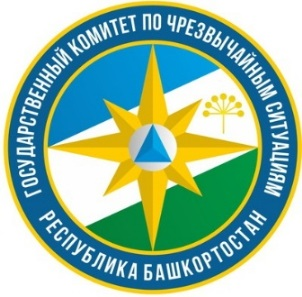 ГОСУДАРСТВЕННЫЙ КОМИТЕТ ПО ЧРЕЗВЫЧАЙНЫМ СИТУАЦИЯМ
РЕСПУБЛИКА БАШКОРТОСТАН